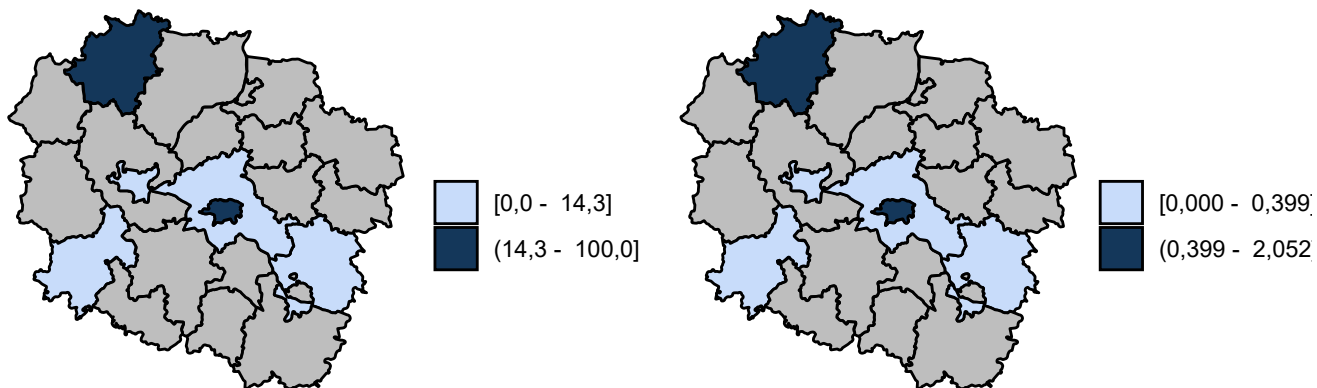 [0,0 - 14,3]
(14,3 - 100,0]
[0,000 - 0,399]
(0,399 - 2,052]